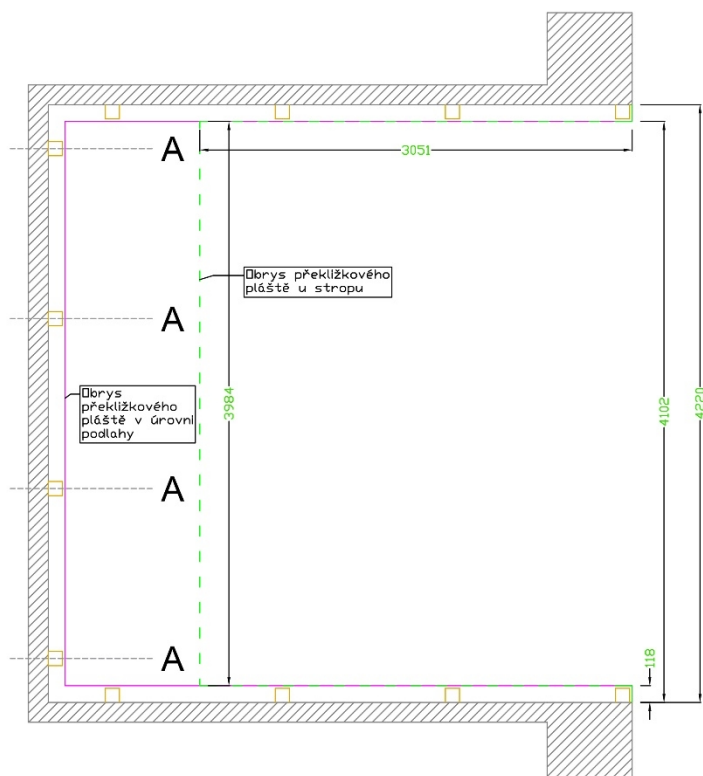 A
3051
Obrys překližkového
pláště u stropu
A
Obrys
překližkového
pláště v úrovni
podlahy
3984
4102
4220
A
A
118